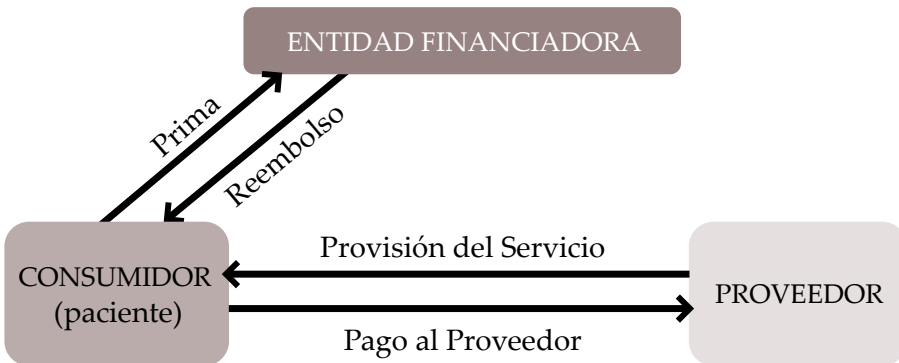 ENTIDAD FINANCIADORA
Prima
Reembolso
Provisión del Servicio
CONSUMIDOR
(paciente)
PROVEEDOR
Pago al Proveedor